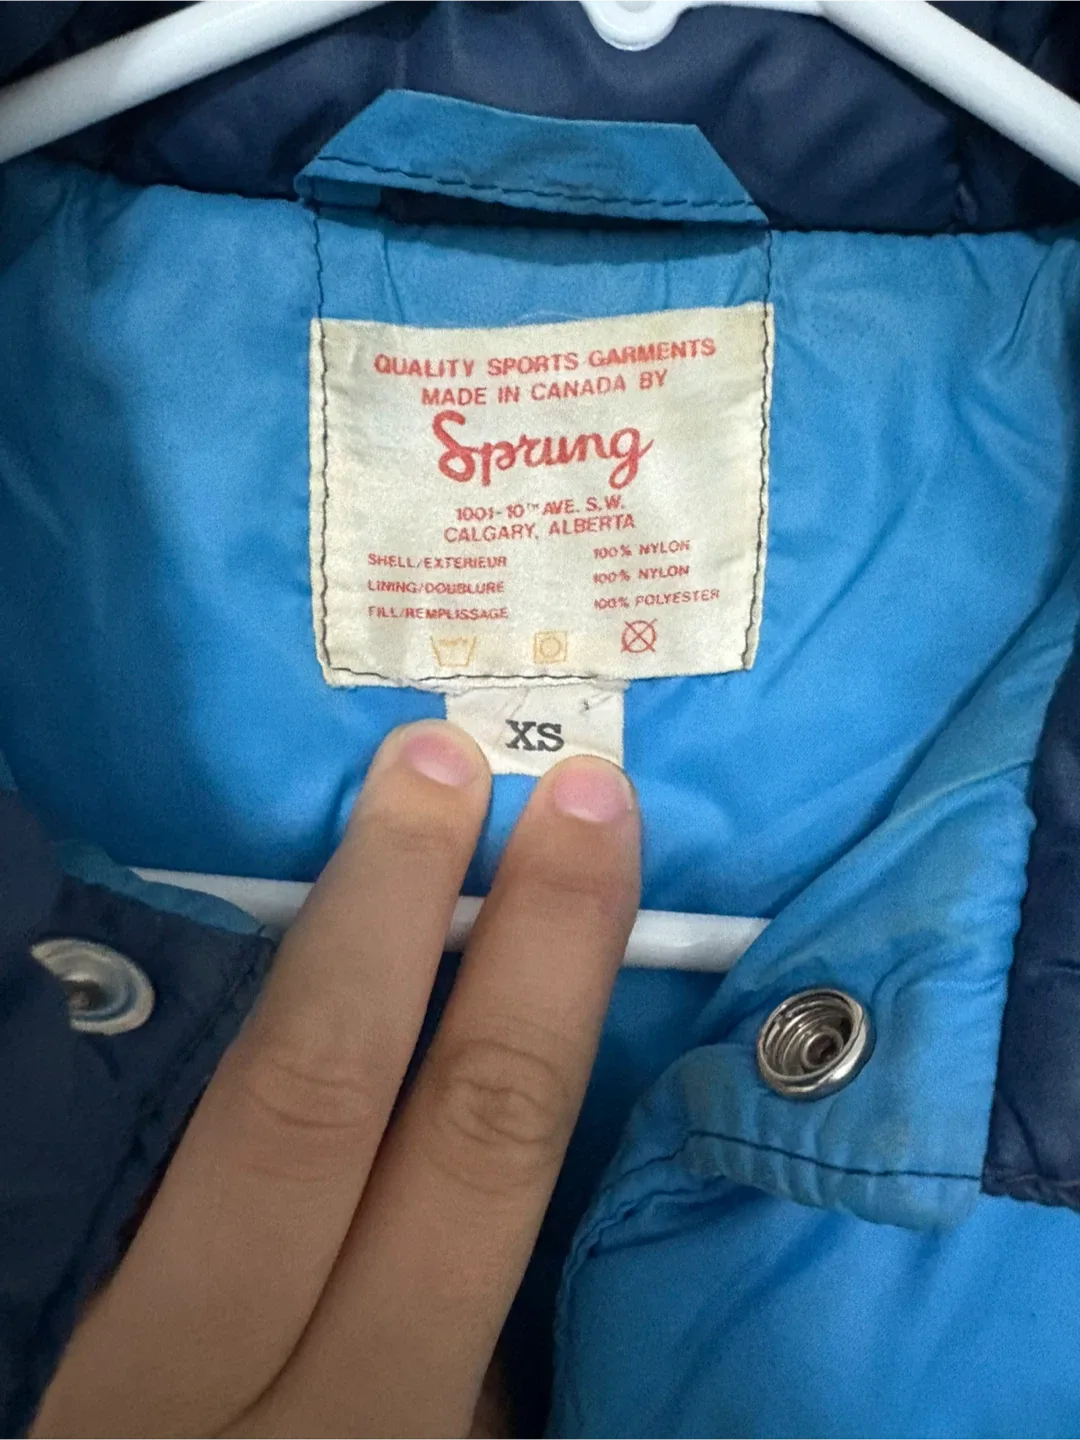 QUALITY SPORTS GARMENTS
MADE IN CANADA BY
Sprung
1001-10TH AVE. S.W.
CALGARY, ALBERTA
SHELL/EXTERIEUR 100% NYLON
LINING/DOUBLURE 100% NYLON
FILL/REMPLISSAGE 100% POLYESTER
XS